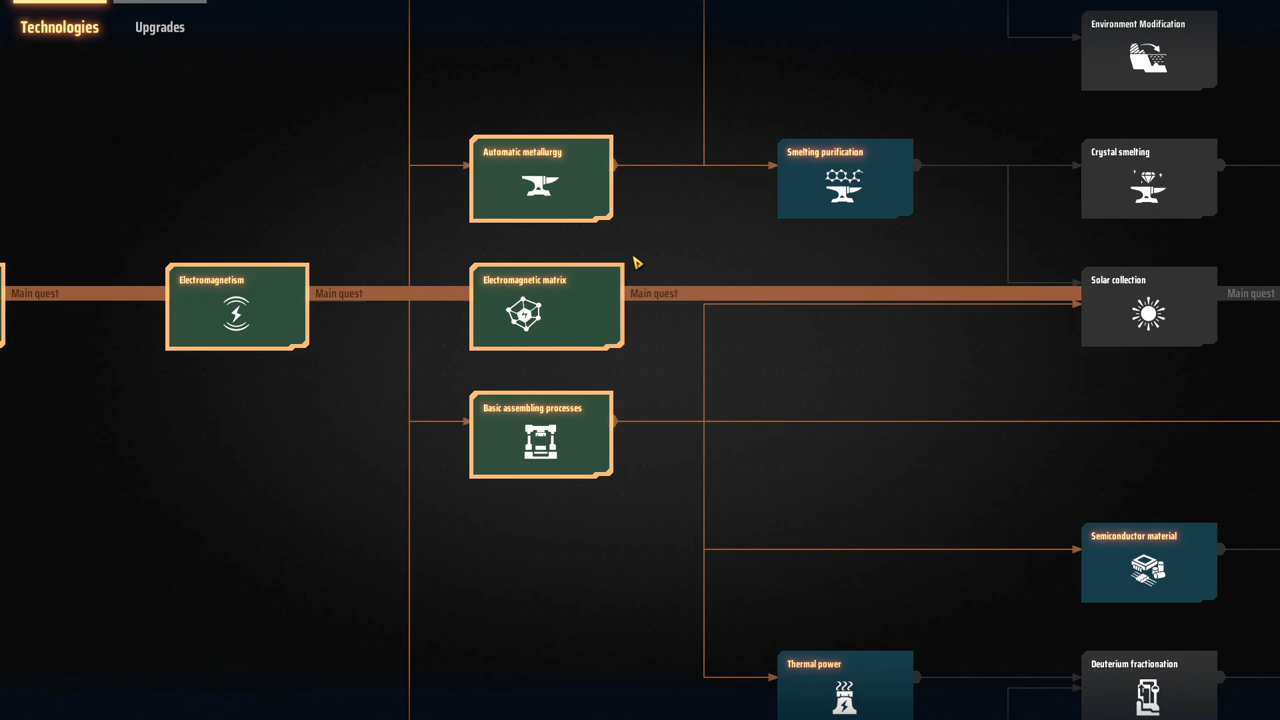 Technologies
Upgrades
Environment Modification
Automatic metallurgy
Smelting purification
Crystal smelting
Electromagnetism
Electromagnetic matrix
Solar collection
Main quest
Main quest
Main quest
Main quest
Basic assembling processes
Semiconductor material
Thermal power
Deuterium fractionation